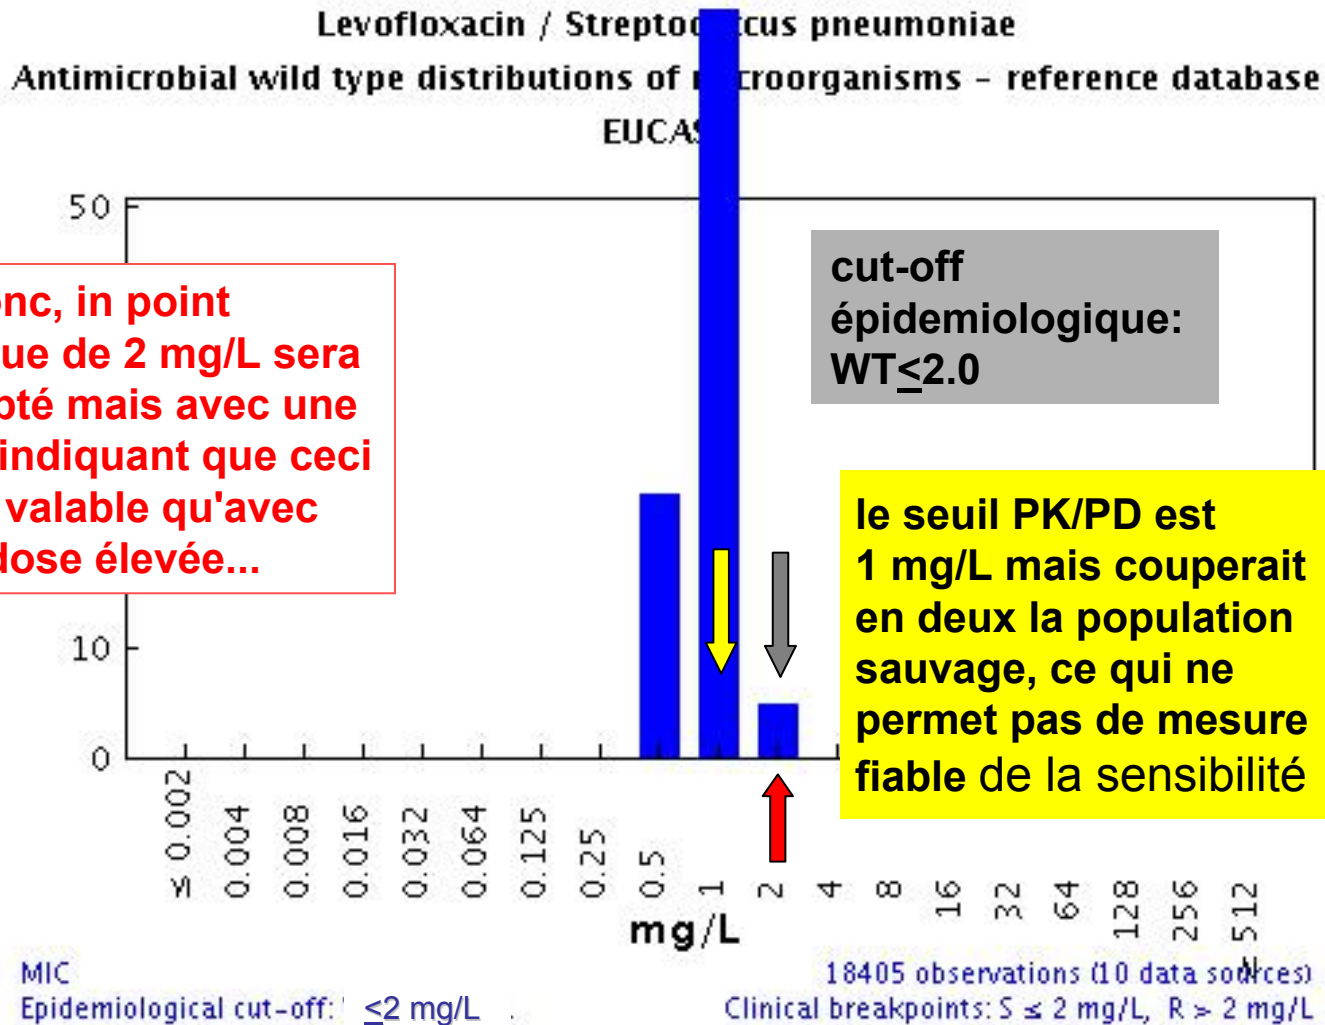 Levofloxacin / Streptoc cus pneumoniae
Antimicrobial wild type distributions of croorganisms - reference database
EUCAS
50
10
0
in point
de 2 mg/L sera
mais avec une
indiquant que ceci
valable qu'avec
dose élevée...
cut-off
épidemiologique:
WT≤2.0
le seuil PK/PD est
1 mg/L mais couperait
en deux la population
sauvage, ce qui ne
permet pas de mesure
fiable de la sensibilité
≤ 0.002
0.004
0.008
0.016
0.032
0.064
0.125
0.25
0.5
1
2
4
8
16
32
64
128
256
512
mg/L
MIC
18405 observations (10 data sources)
Epidemiological cut-off: ≤2 mg/L
Clinical breakpoints: S ≤ 2 mg/L, R > 2 mg/L